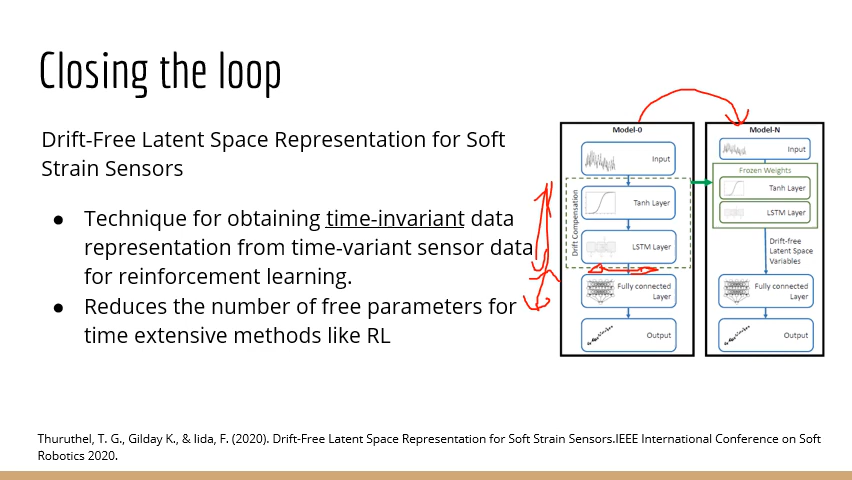 Closing the loop
Drift-Free Latent Space Representation for Soft
Strain Sensors
● Technique for obtaining time-invariant data
representation from time-variant sensor data
for reinforcement learning.
● Reduces the number of free parameters for
time extensive methods like RL
Model-0
Input
Drift Compensation
Tanh Layer
LSTM Layer
Fully connected
Layer
Output
Model-N
Input
Frozen Weights
Tanh Layer
LSTM Layer
Drift-free
Latent Space
Variables
Fully connected
Layer
Output
Thuruthel, T. G., Gilday K., & Iida, F. (2020). Drift-Free Latent Space Representation for Soft Strain Sensors.IEEE International Conference on Soft
Robotics 2020.